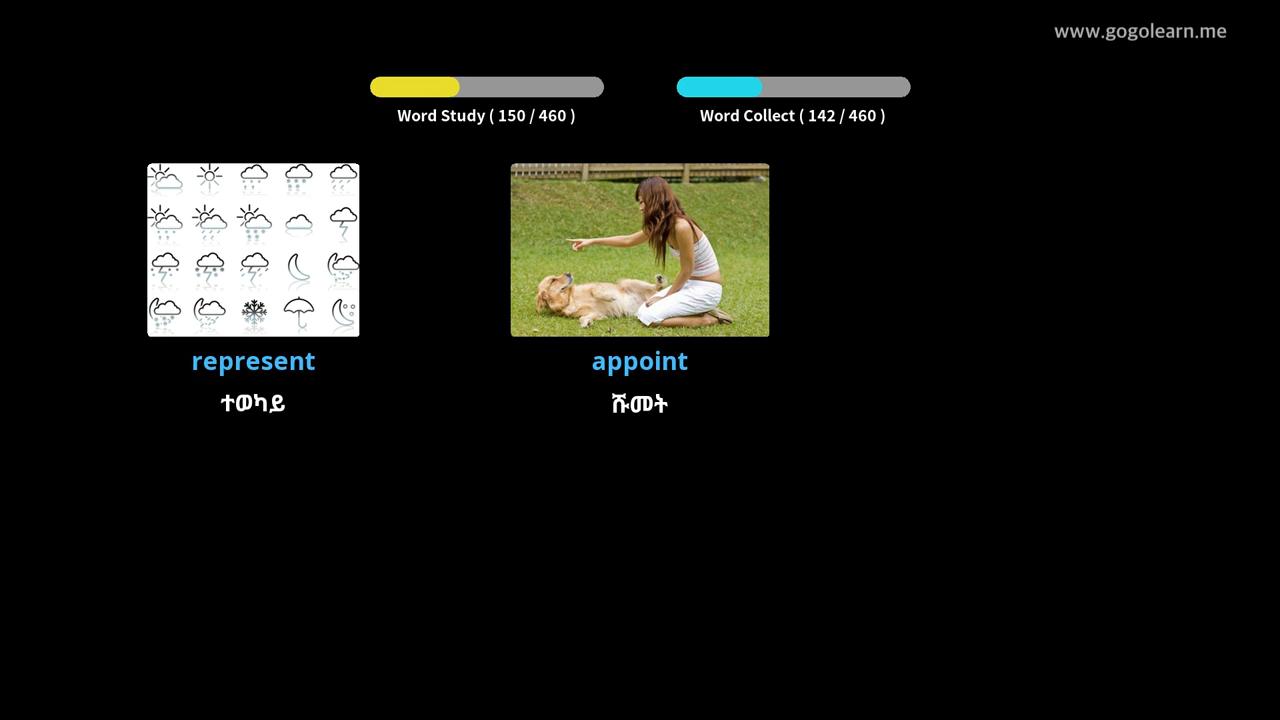 www.gogolearn.me
Word Study ( 150 / 460 )
Word Collect ( 142 / 460 )
represent
appoint
ተወካይ
ሹመት